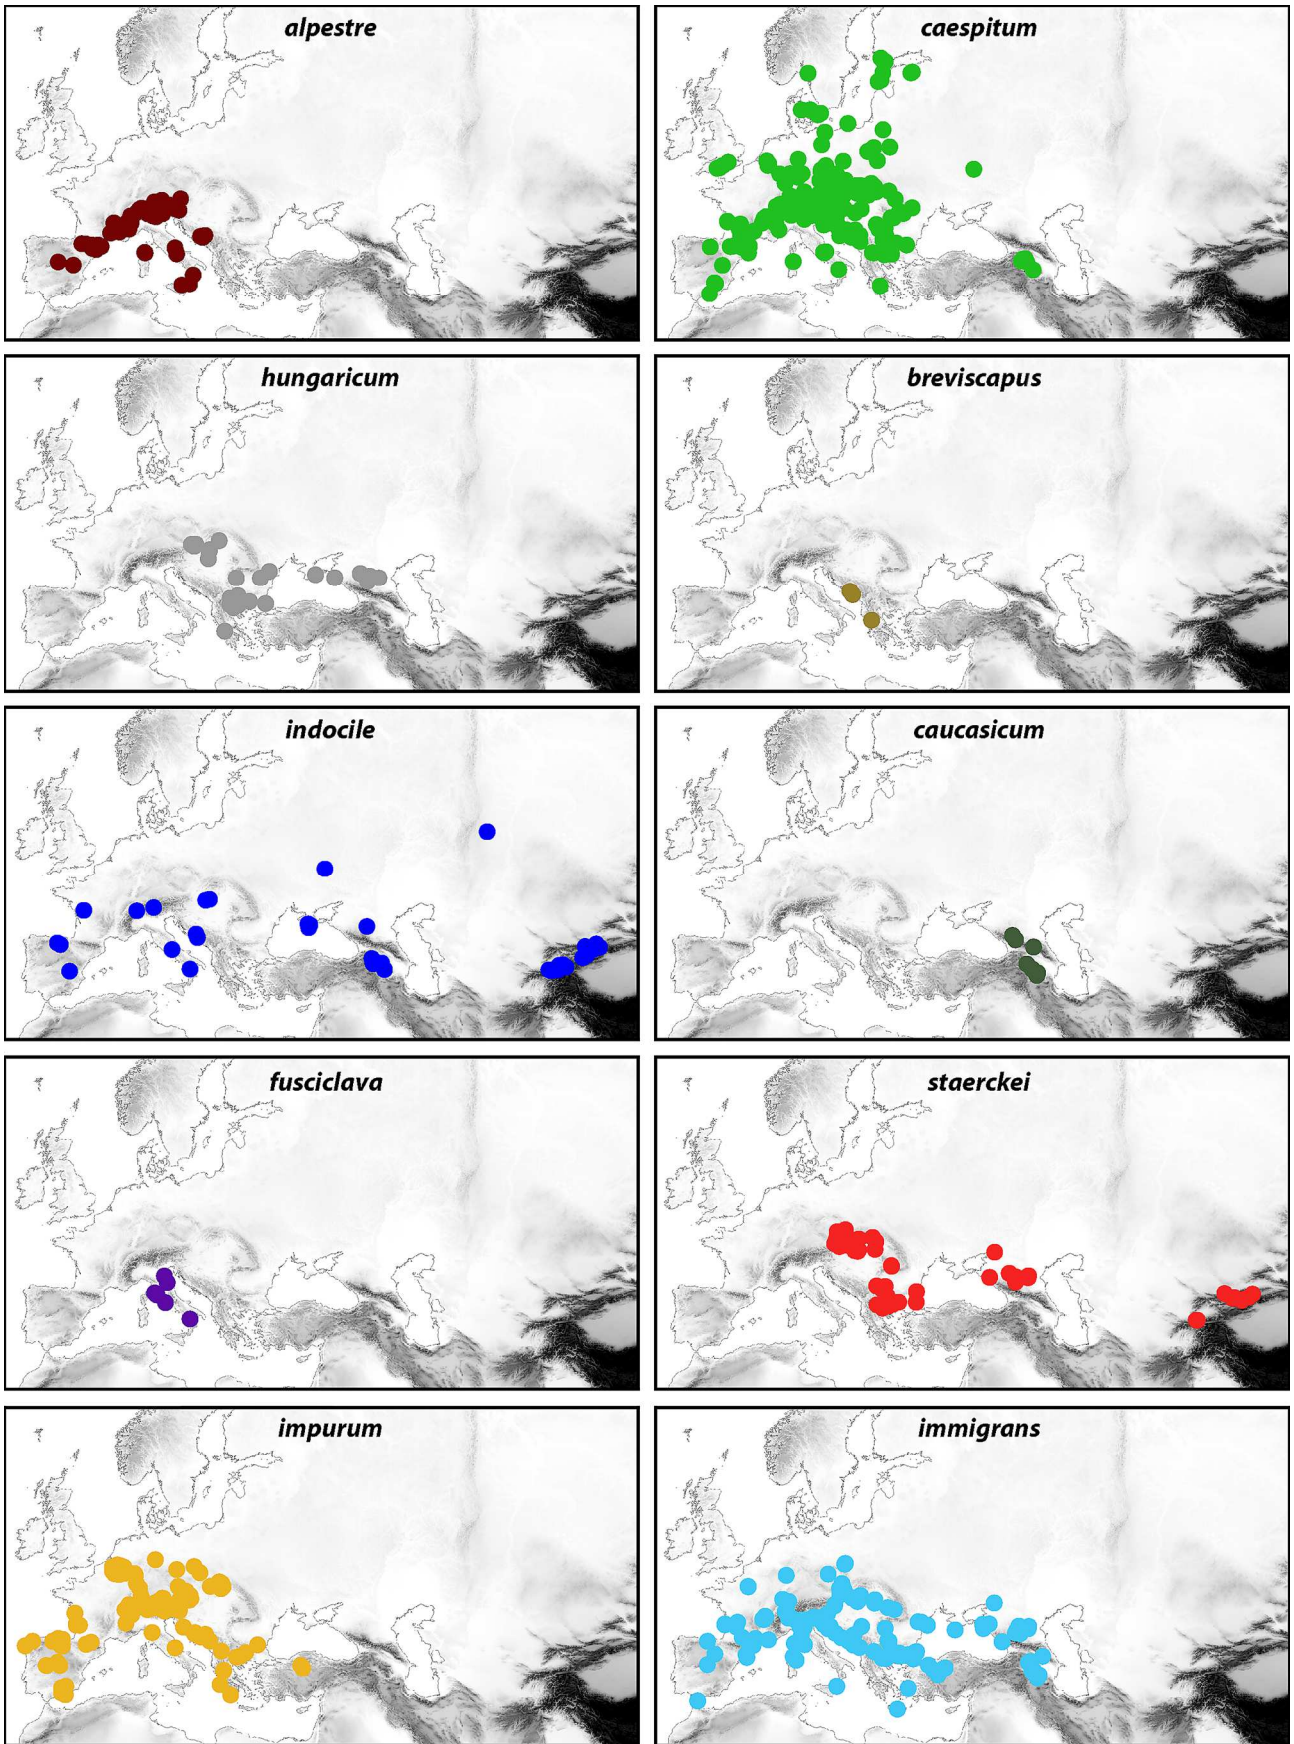 alpestre
caespitum
hungaricum
breviscapus
indocile
caucasicum
fusciclava
staerckei
impurum
immigrans